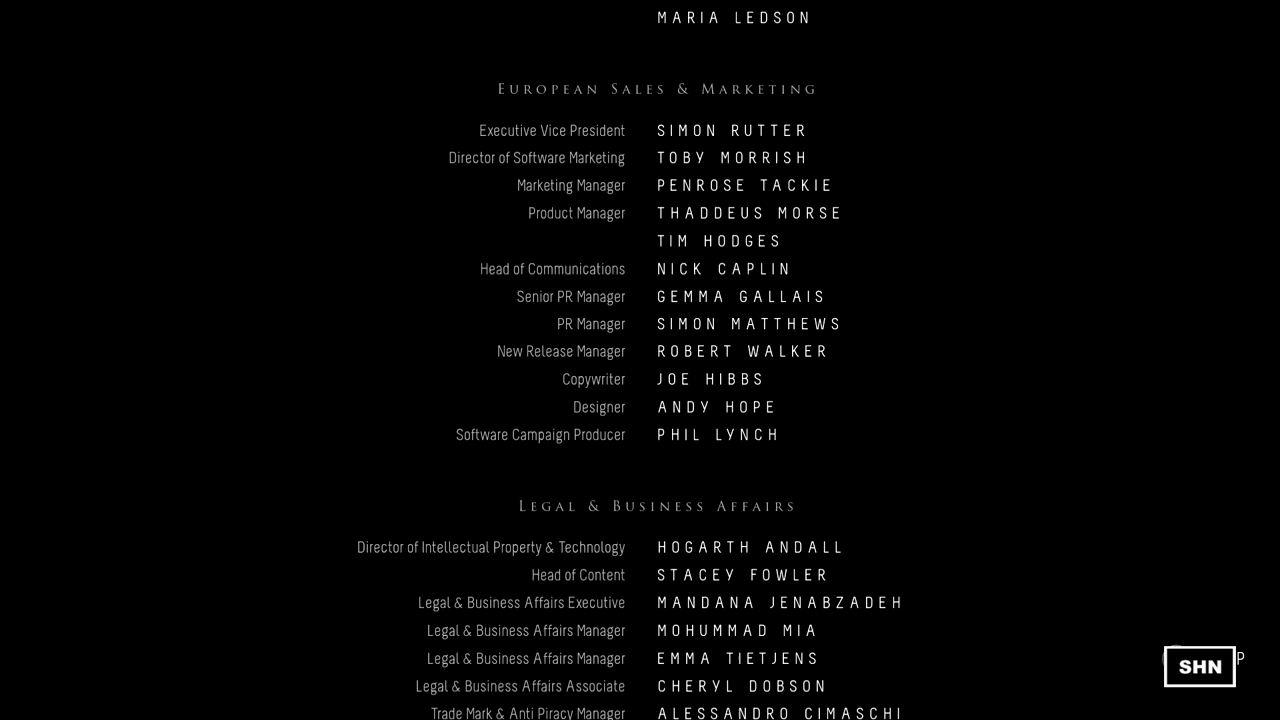 MARIA LEDSON
European Sales & Marketing
Executive Vice President SIMON RUTTER
Director of Software Marketing TOBY MORRISH
Marketing Manager PENROSE TACKIE
Product Manager THADDEUS MORSE
TIM HODGES
Head of Communications NICK CAPLIN
Senior PR Manager GEMMA GALLAIS
PR Manager SIMON MATTHEWS
New Release Manager ROBERT WALKER
Copywriter JOE HIBBS
Designer ANDY HOPE
Software Campaign Producer PHIL LYNCH
Legal & Business Affairs
Director of Intellectual Property & Technology HOGARTH ANDALL
Head of Content STACEY FOWLER
Legal & Business Affairs Executive MANDANA JENABZADEH
Legal & Business Affairs Manager MOHUMMAD MIA
Legal & Business Affairs Manager EMMA TIETJENS
Legal & Business Affairs Associate CHERYL DOBSON
Trade Mark & Anti Piracy Manager ALESSANDRO CIMASCHI
SHN